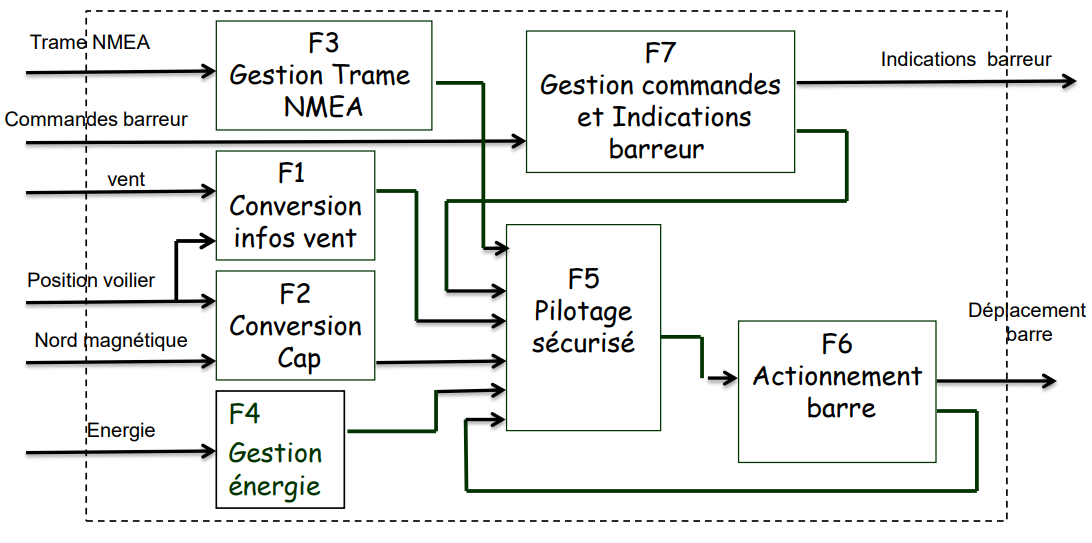 Trame NMEA
F3
Gestion Trame
NMEA
F7
Gestion commandes
et Indications
barreur
Indications barreur
Commandes barreur
vent
F1
Conversion
infos vent
Position voilier
F2
Conversion
Cap
Nord magnétique
F5
Pilotage
sécurisé
Déplacement
barre
F6
Actionnement
barre
Energie
F4
Gestion
énergie